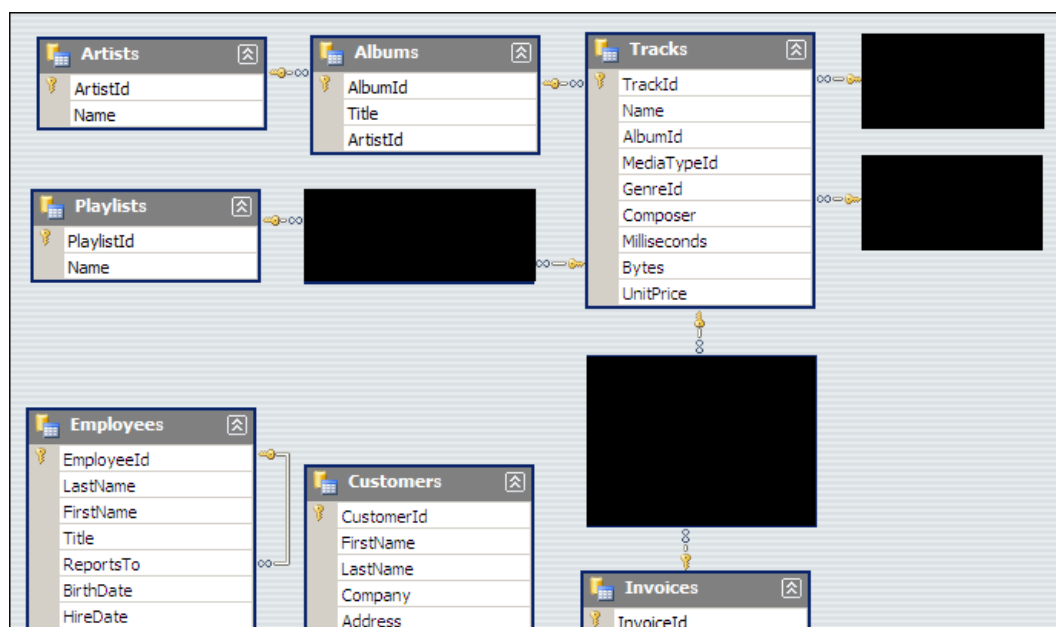 Artists
ArtistId
Name
Albums
AlbumId
Title
ArtistId
Tracks
TrackId
Name
AlbumId
MediaTypeId
GenreId
Composer
Milliseconds
Bytes
UnitPrice
Playlists
PlaylistId
Name
Employees
EmployeeId
LastName
FirstName
Title
ReportsTo
BirthDate
HireDate
Customers
CustomerId
FirstName
LastName
Company
Address
Invoices
InvoiceId